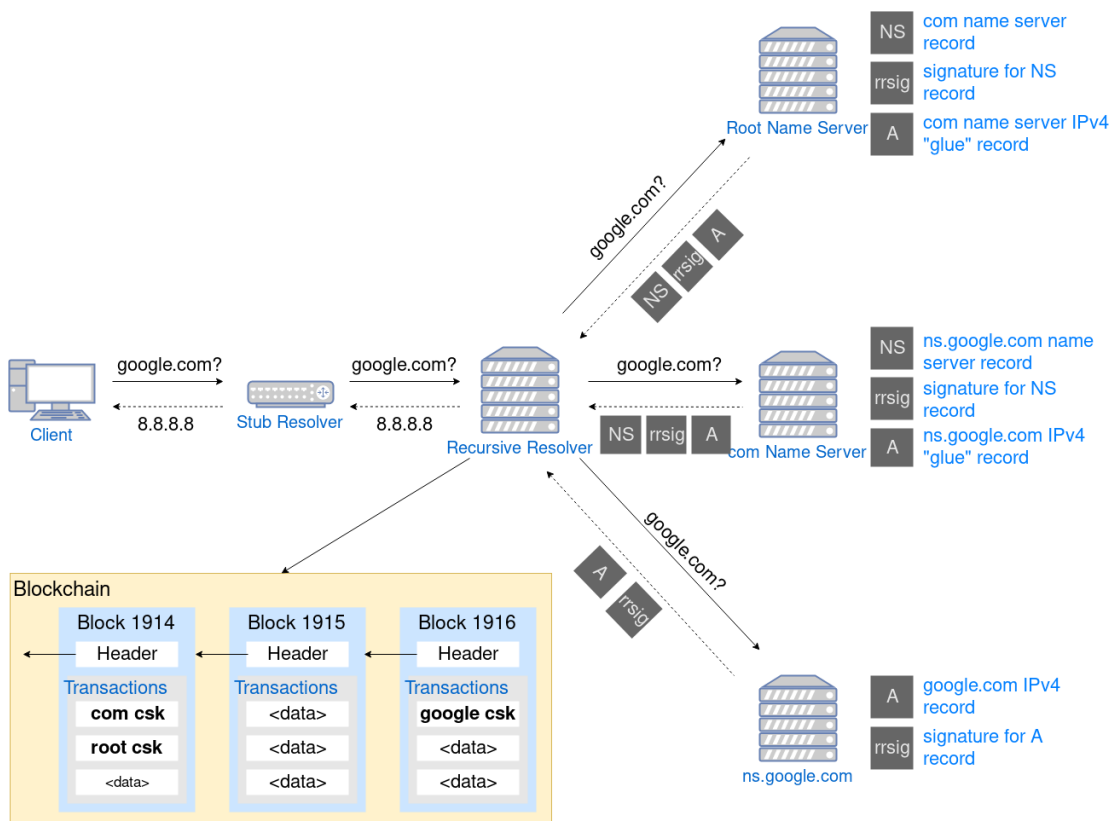 NS
com name server
record
rrsig
signature for NS
record
A
com name server IPv4
"glue" record
Root Name Server
google.com?
NS
rrsig
A
Client
google.com?
8.8.8.8
Stub Resolver
google.com?
8.8.8.8
Recursive Resolver
google.com?
NS
rrsig
A
com Name Server
NS
ns.google.com name
server record
rrsig
signature for NS
record
A
ns.google.com IPv4
"glue" record
google.com?
A
rrsig
ns.google.com
A
google.com IPv4
record
rrsig
signature for A
record
Blockchain
Block 1914
Header
Transactions
com csk
root csk
<data>
Block 1915
Header
Transactions
<data>
<data>
<data>
Block 1916
Header
Transactions
google csk
<data>
<data>